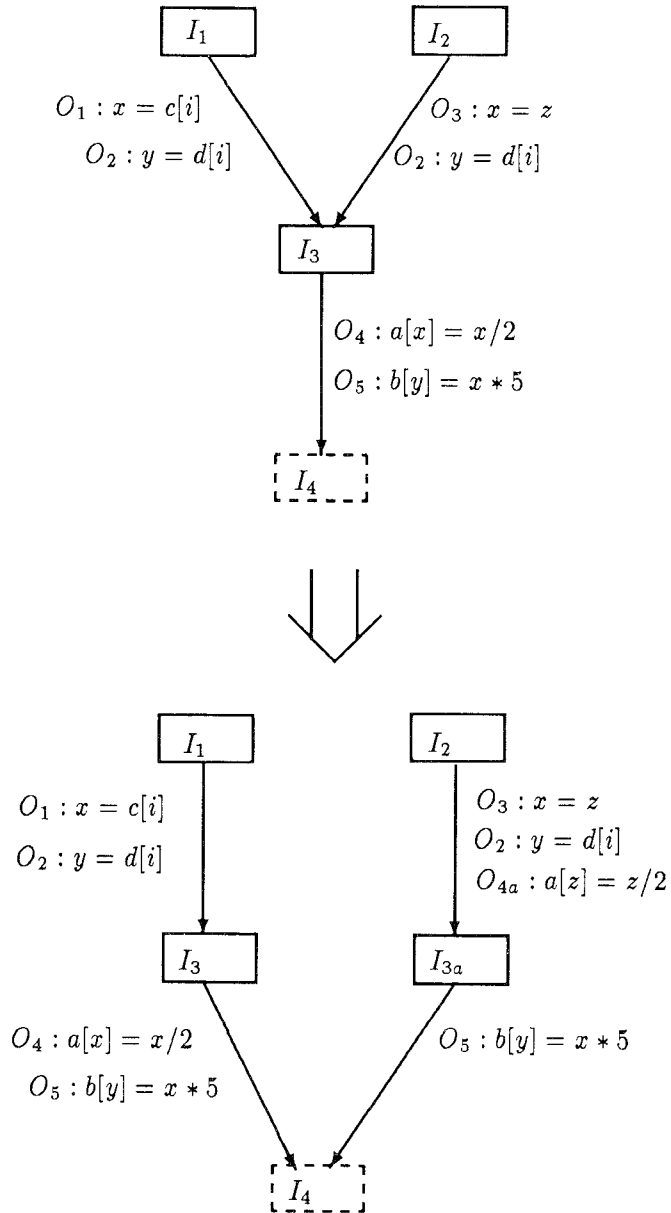 I₁
I₂
O₁ : x = c[i]
O₃ : x = z
O₂ : y = d[i]
O₂ : y = d[i]
I₃
O₄ : a[x] = x/2
O₅ : b[y] = x * 5
I₄
I₁
I₂
O₁ : x = c[i]
O₃ : x = z
O₂ : y = d[i]
O₂ : y = d[i]
O₄ₐ : a[z] = z/2
I₃
I₃ₐ
O₄ : a[x] = x/2
O₅ : b[y] = x * 5
O₅ : b[y] = x * 5
I₄